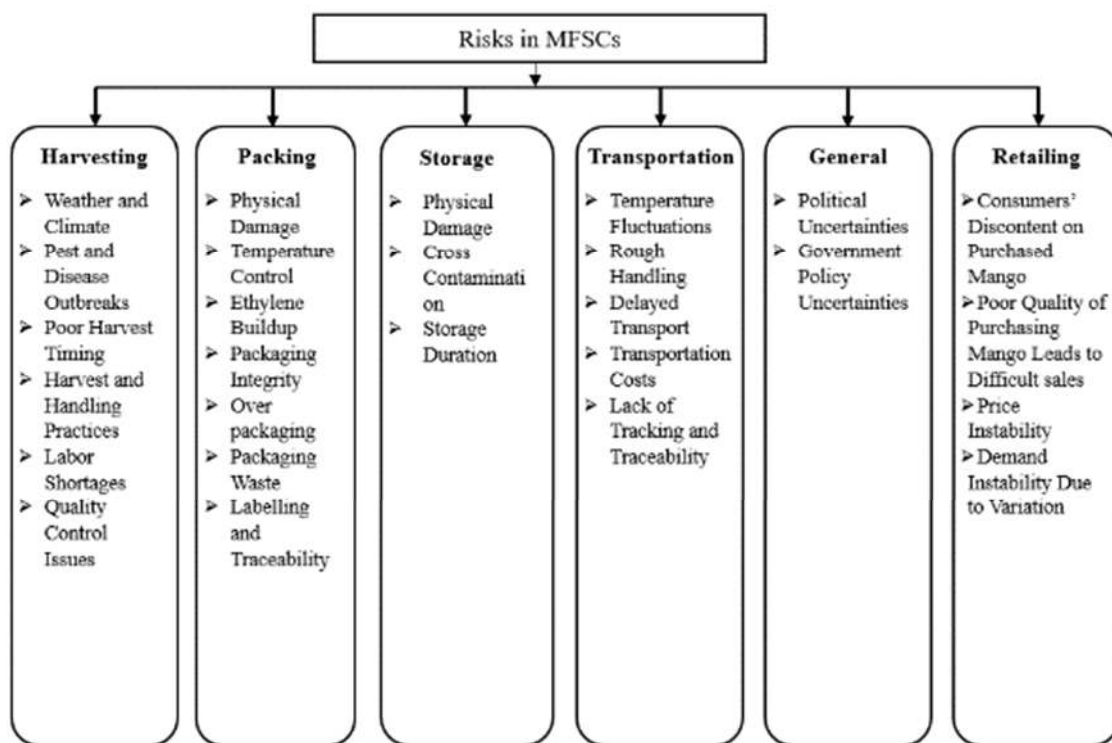 Risks in MFSCs
Harvesting
➢ Weather and
Climate
➢ Pest and
Disease
Outbreaks
➢ Poor Harvest
Timing
➢ Harvest and
Handling
Practices
➢ Labor
Shortages
➢ Quality
Control
Issues
Packing
➢ Physical
Damage
➢ Temperature
Control
➢ Ethylene
Buildup
➢ Packaging
Integrity
➢ Over
packaging
➢ Packaging
Waste
➢ Labelling
and
Traceability
Storage
➢ Physical
Damage
➢ Cross
Contaminati
on
➢ Storage
Duration
Transportation
➢ Temperature
Fluctuations
➢ Rough
Handling
➢ Delayed
Transport
➢ Transportation
Costs
➢ Lack of
Tracking and
Traceability
General
➢ Political
Uncertainties
➢ Government
Policy
Uncertainties
Retailing
➢Consumers’
Discontent on
Purchased
Mango
➢Poor Quality of
Purchasing
Mango Leads to
Difficult sales
➢Price
Instability
➢Demand
Instability Due
to Variation